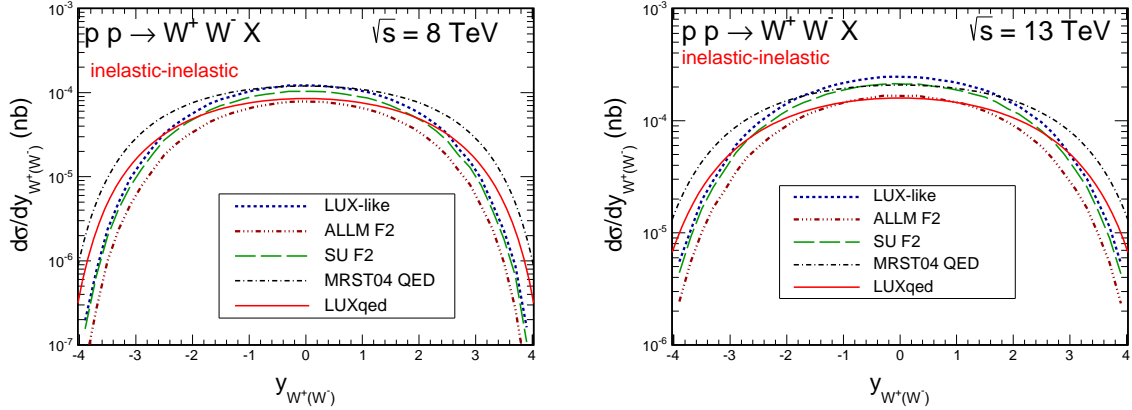 p p → W⁺ W⁻ X √s = 8 TeV
inelastic-inelastic
dσ/dy_{W⁺(W⁻)} (nb)
10⁻³
10⁻⁴
10⁻⁵
10⁻⁶
10⁻⁷
LUX-like
ALLM F2
SU F2
MRST04 QED
LUXqed
-4 -3 -2 -1 0 1 2 3 4
y_{W⁺(W⁻)}
p p → W⁺ W⁻ X √s = 13 TeV
inelastic-inelastic
dσ/dy_{W⁺(W⁻)} (nb)
10⁻³
10⁻⁴
10⁻⁵
10⁻⁶
LUX-like
ALLM F2
SU F2
MRST04 QED
LUXqed
-4 -3 -2 -1 0 1 2 3 4
y_{W⁺(W⁻)}